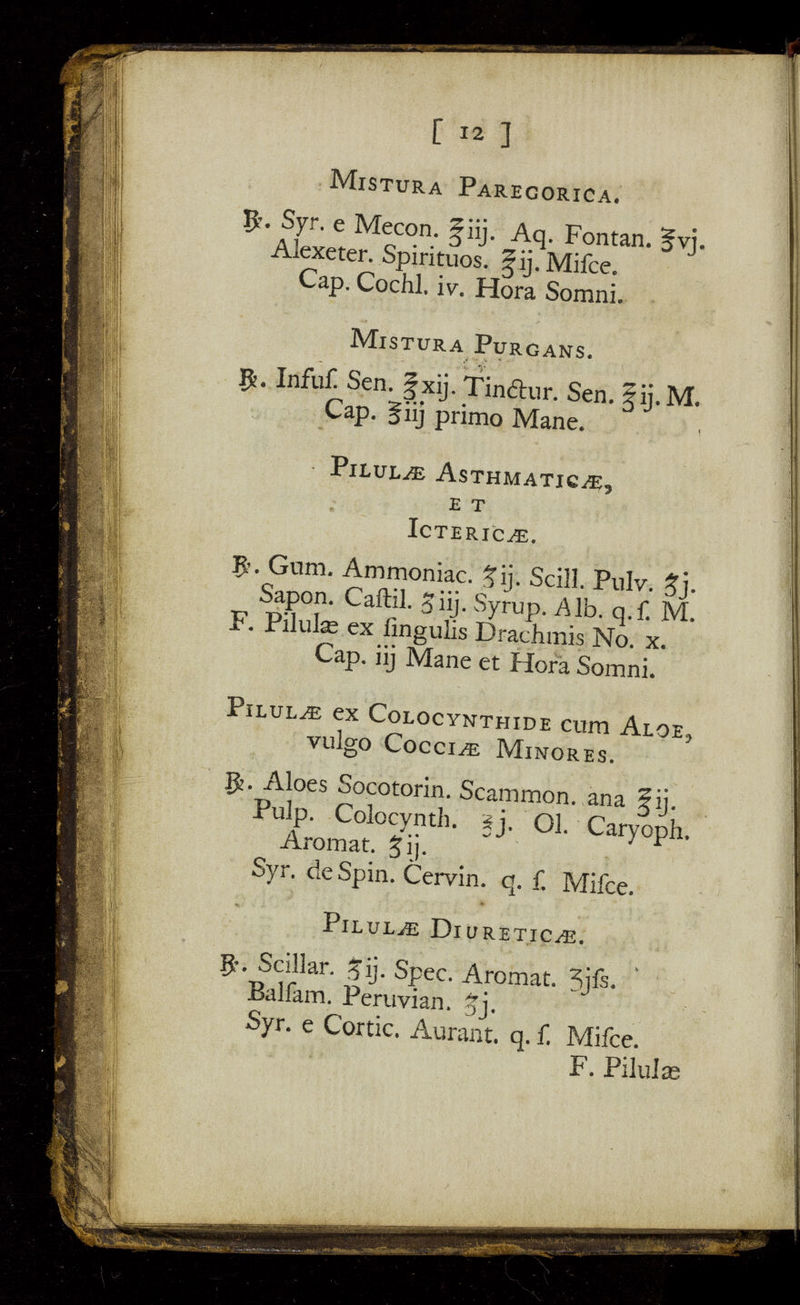 [ 12 ]
MISTURA PAREGORICA.
℞. Syr. e Mecon. ℥iij. Aq. Fontan. ℥vj.
Alexeter. Spirituos. ℥ij. Miſce.
Cap. Cochl. iv. Hora Somni.
MISTURA PURGANS.
℞. Infuſ. Sen. ℥xij. Tinctur. Sen. ℥ij. M.
Cap. ℥iij primo Mane.
PILULÆ ASTHMATICÆ,
ET
ICTERICÆ.
℞. Gum. Ammoniac. ʒij. Scill. Pulv. ʒj.
Sapon. Caſtil. ʒiij. Syrup. Alb. q. ſ. M.
F. Pilulæ ex ſingulis Drachmis No. x.
Cap. iij Mane et Hora Somni.
PILULÆ ex COLOCYNTHIDE cum ALOE,
vulgo COCCIÆ MINORES.
℞. Aloes Socotorin. Scammon. ana ℥ij.
Pulp. Colocynth. ℥j. Ol. Caryoph.
Aromat. ʒij.
Syr. de Spin. Cervin. q. ſ. Miſce.
PILULÆ DIURETICÆ.
℞. Scillar. ʒij. Spec. Aromat. ʒjſs.
Balſam. Peruvian. ʒj.
Syr. e Cortic. Aurant. q. ſ. Miſce.
F. Pilulæ